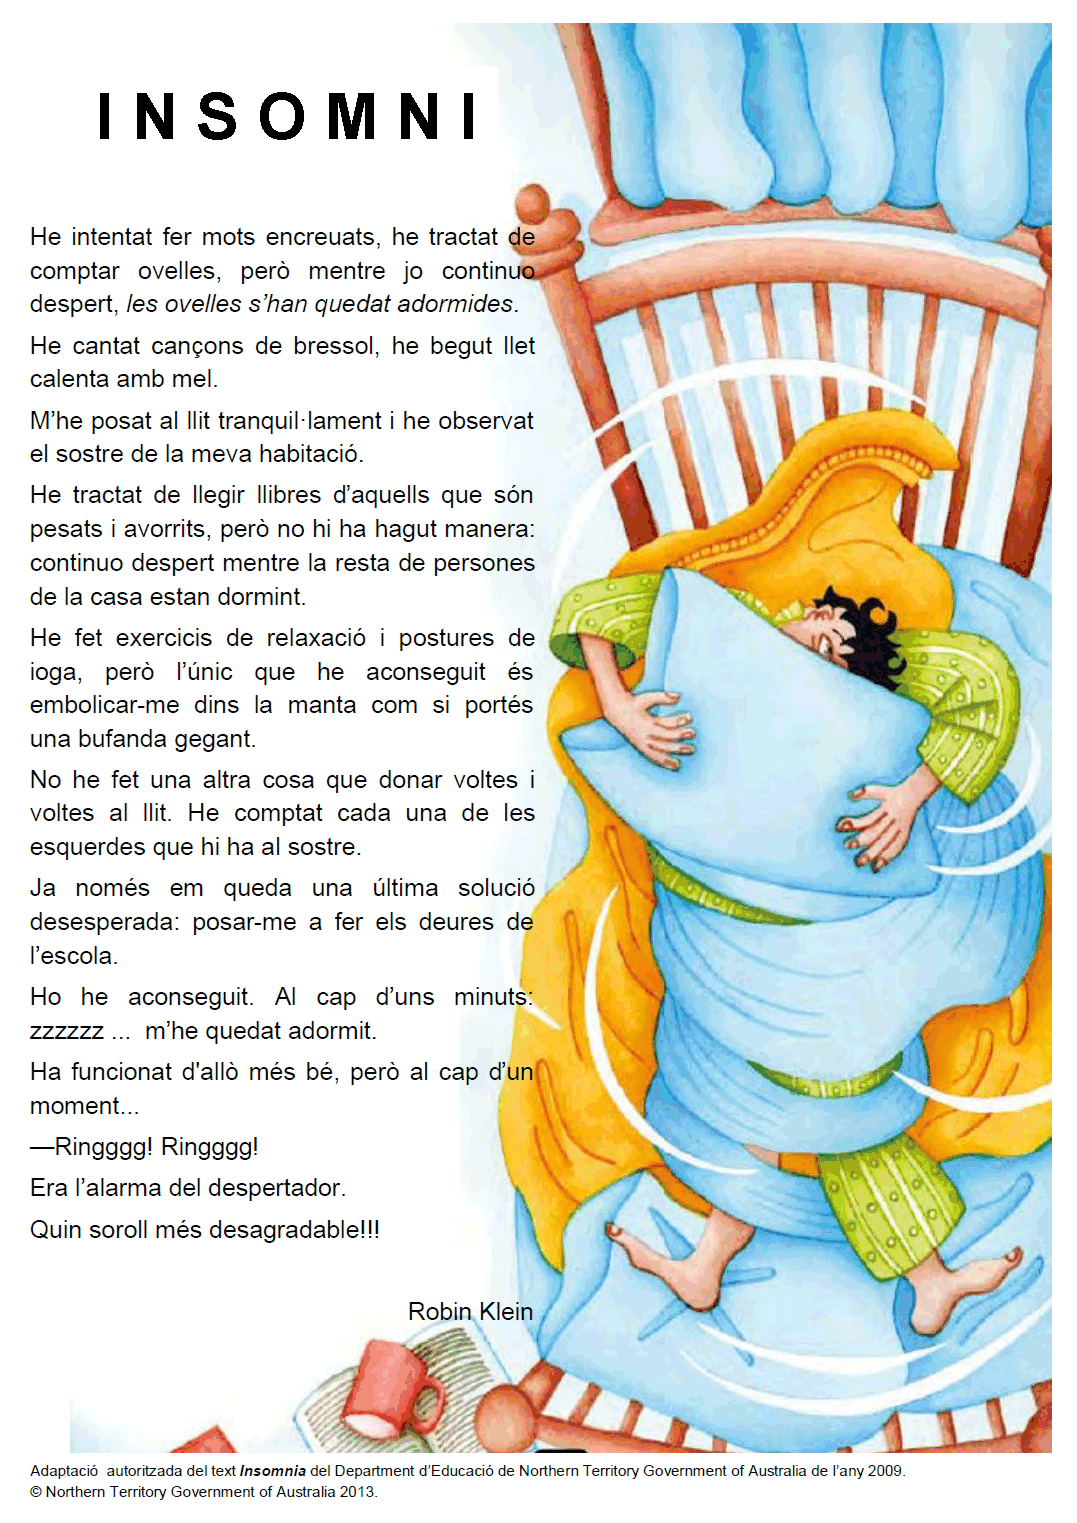 I N S O M N I
He intentat fer mots encreuats, he tractat de
comptar ovelles, però mentre jo continuo
despert, les ovelles s’han quedat adormides.
He cantat cançons de bressol, he begut llet
calenta amb mel.
M’he posat al llit tranquil·lament i he observat
el sostre de la meva habitació.
He tractat de llegir llibres d’aquells que són
pesats i avorrits, però no hi ha hagut manera:
continuo despert mentre la resta de persones
de la casa estan dormint.
He fet exercicis de relaxació i postures de
ioga, però l’únic que he aconseguit és
embolicar-me dins la manta com si portés
una bufanda gegant.
No he fet una altra cosa que donar voltes i
voltes al llit. He comptat cada una de les
esquerdes que hi ha al sostre.
Ja només em queda una última solució
desesperada: posar-me a fer els deures de
l’escola.
Ho he aconseguit. Al cap d’uns minuts:
zzzzzz ...  m’he quedat adormit.
Ha funcionat d'allò més bé, però al cap d’un
moment...
—Ringggg! Ringggg!
Era l’alarma del despertador.
Quin soroll més desagradable!!!
Robin Klein
Adaptació  autoritzada del text Insomnia del Department d’Educació de Northern Territory Government of Australia de l’any 2009.
© Northern Territory Government of Australia 2013.